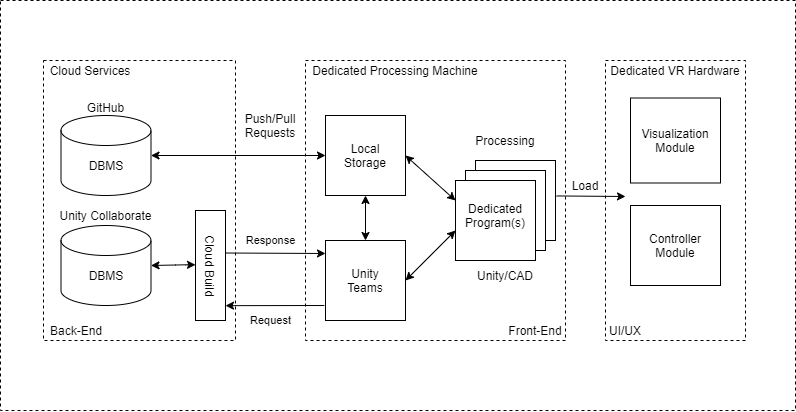 Cloud Services
GitHub
DBMS
Unity Collaborate
DBMS
Cloud Build
Back-End
Push/Pull
Requests
Response
Request
Dedicated Processing Machine
Local
Storage
Unity
Teams
Processing
Dedicated
Program(s)
Unity/CAD
Front-End
Load
Dedicated VR Hardware
Visualization
Module
Controller
Module
UI/UX